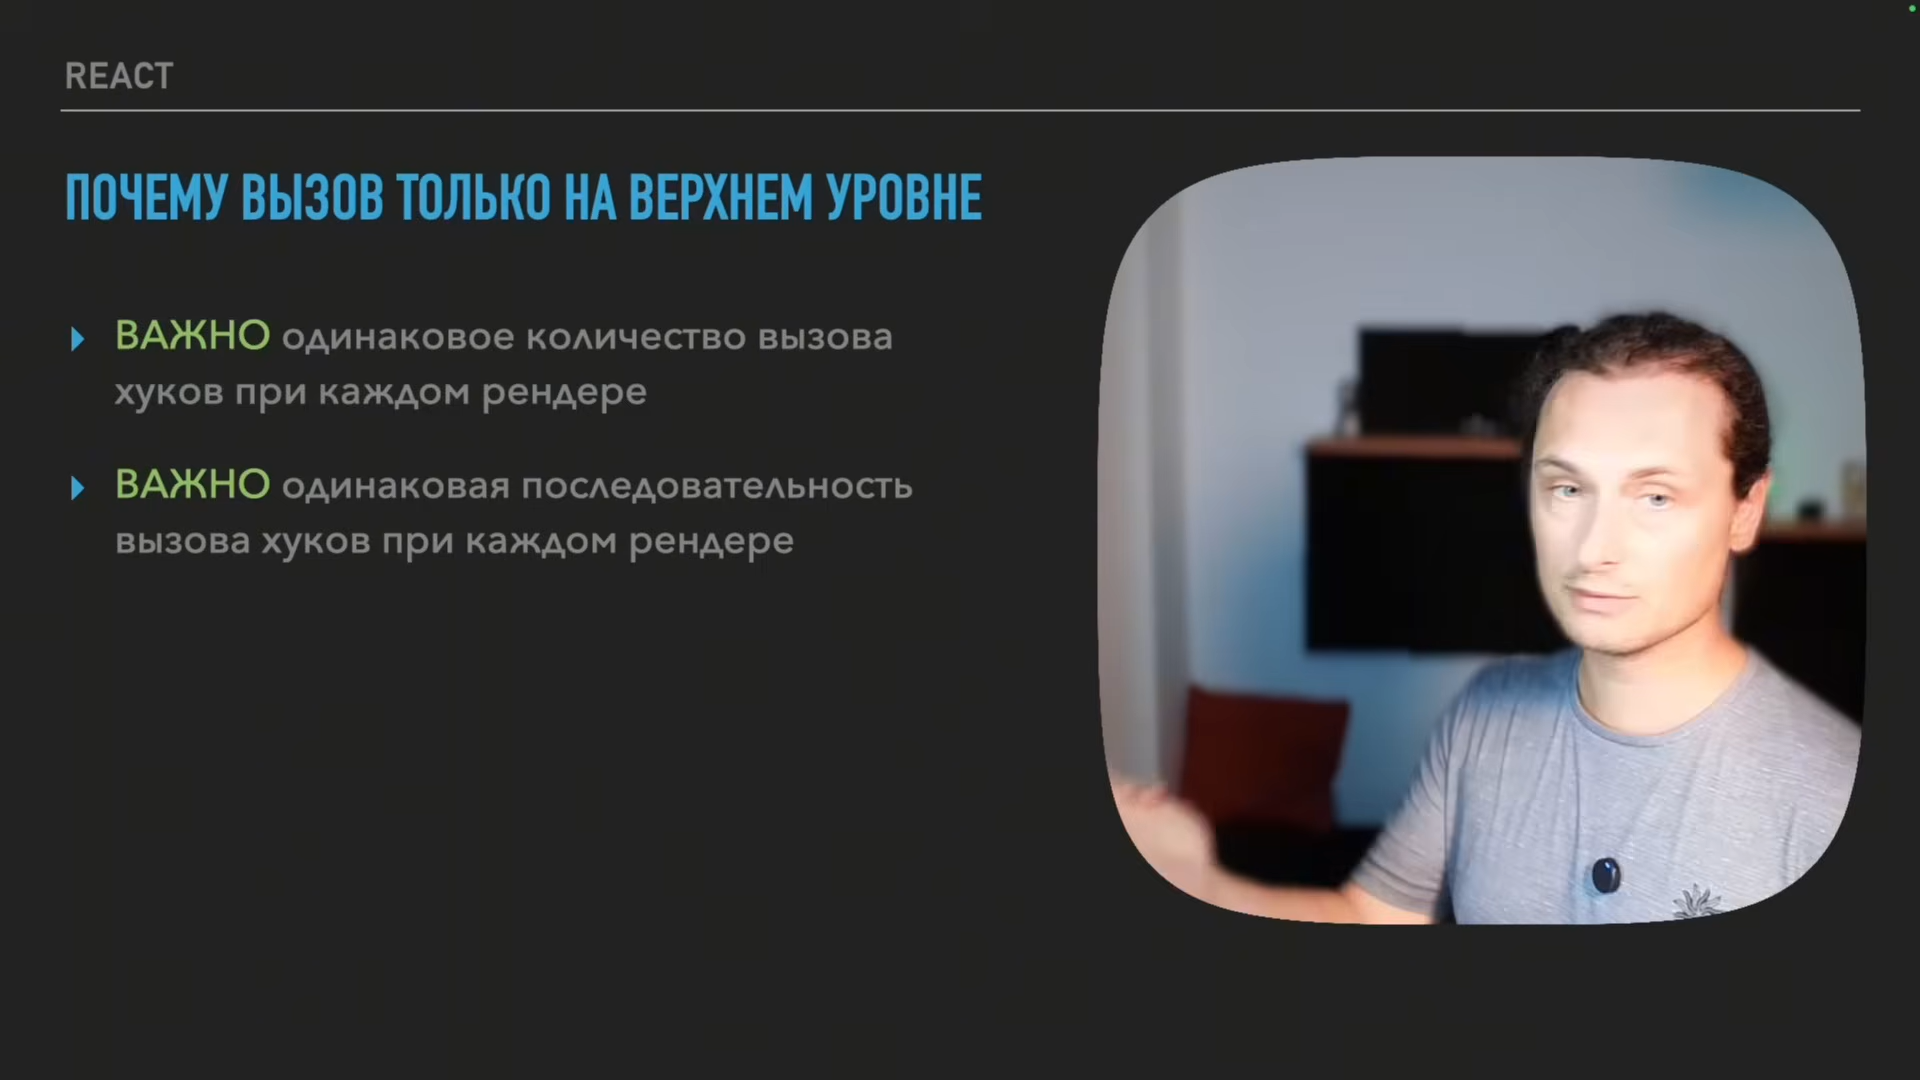 REACT
ПОЧЕМУ ВЫЗОВ ТОЛЬКО НА ВЕРХНЕМ УРОВНЕ
ВАЖНО одинаковое количество вызова
хуков при каждом рендере
ВАЖНО одинаковая последовательность
вызова хуков при каждом рендере